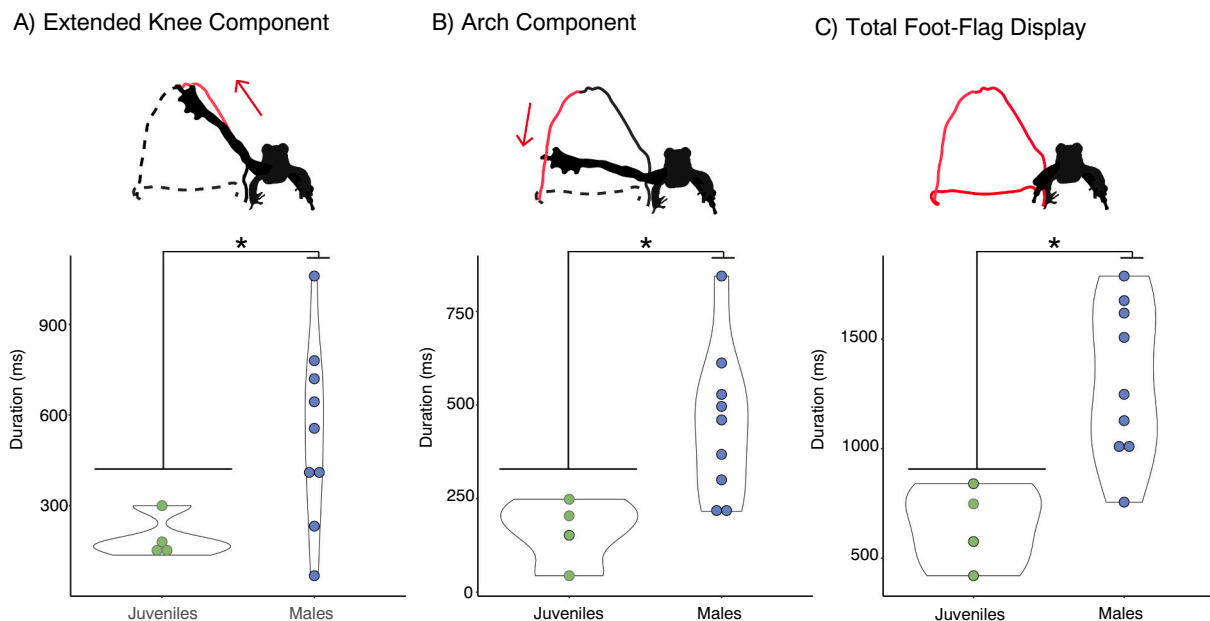 A) Extended Knee Component
B) Arch Component
C) Total Foot-Flag Display
*
Duration (ms)
900
600
300
Juveniles
Males
*
Duration (ms)
750
500
250
0
Juveniles
Males
*
Duration (ms)
1500
1000
500
Juveniles
Males